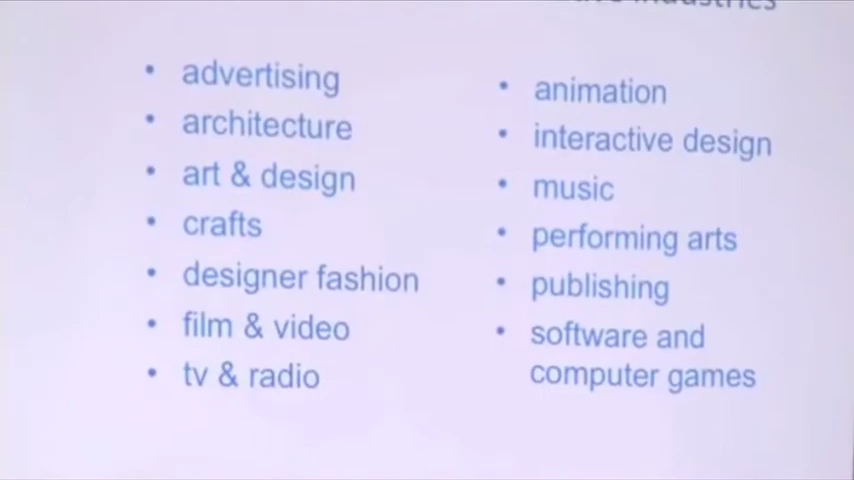 industries
• advertising
• architecture
• art & design
• crafts
• designer fashion
• film & video
• tv & radio
• animation
• interactive design
• music
• performing arts
• publishing
• software and
computer games